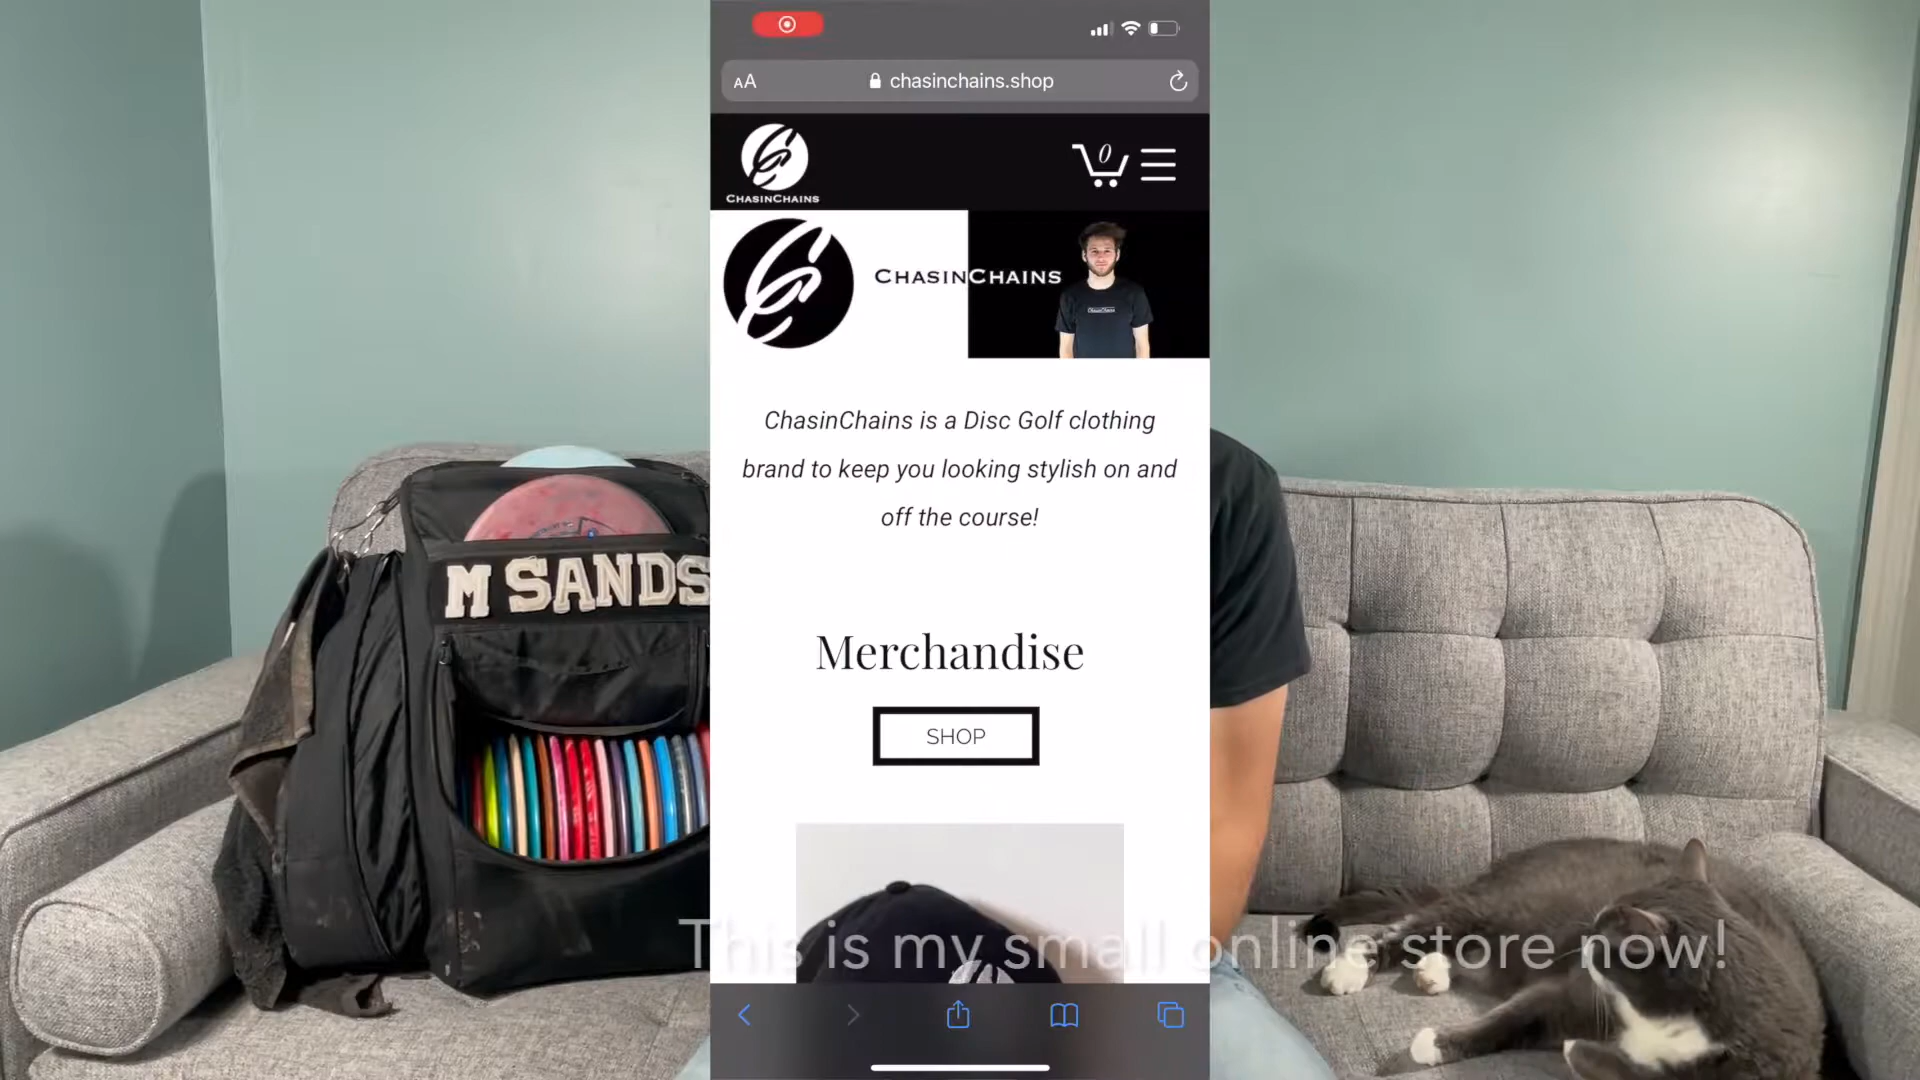 AA
chasinchains.shop
0
CHASINCHAINS
CHASINCHAINS
ChasinChains
ChasinChains is a Disc Golf clothing
brand to keep you looking stylish on and
off the course!
M SANDS
Merchandise
SHOP
This is my small online store now!